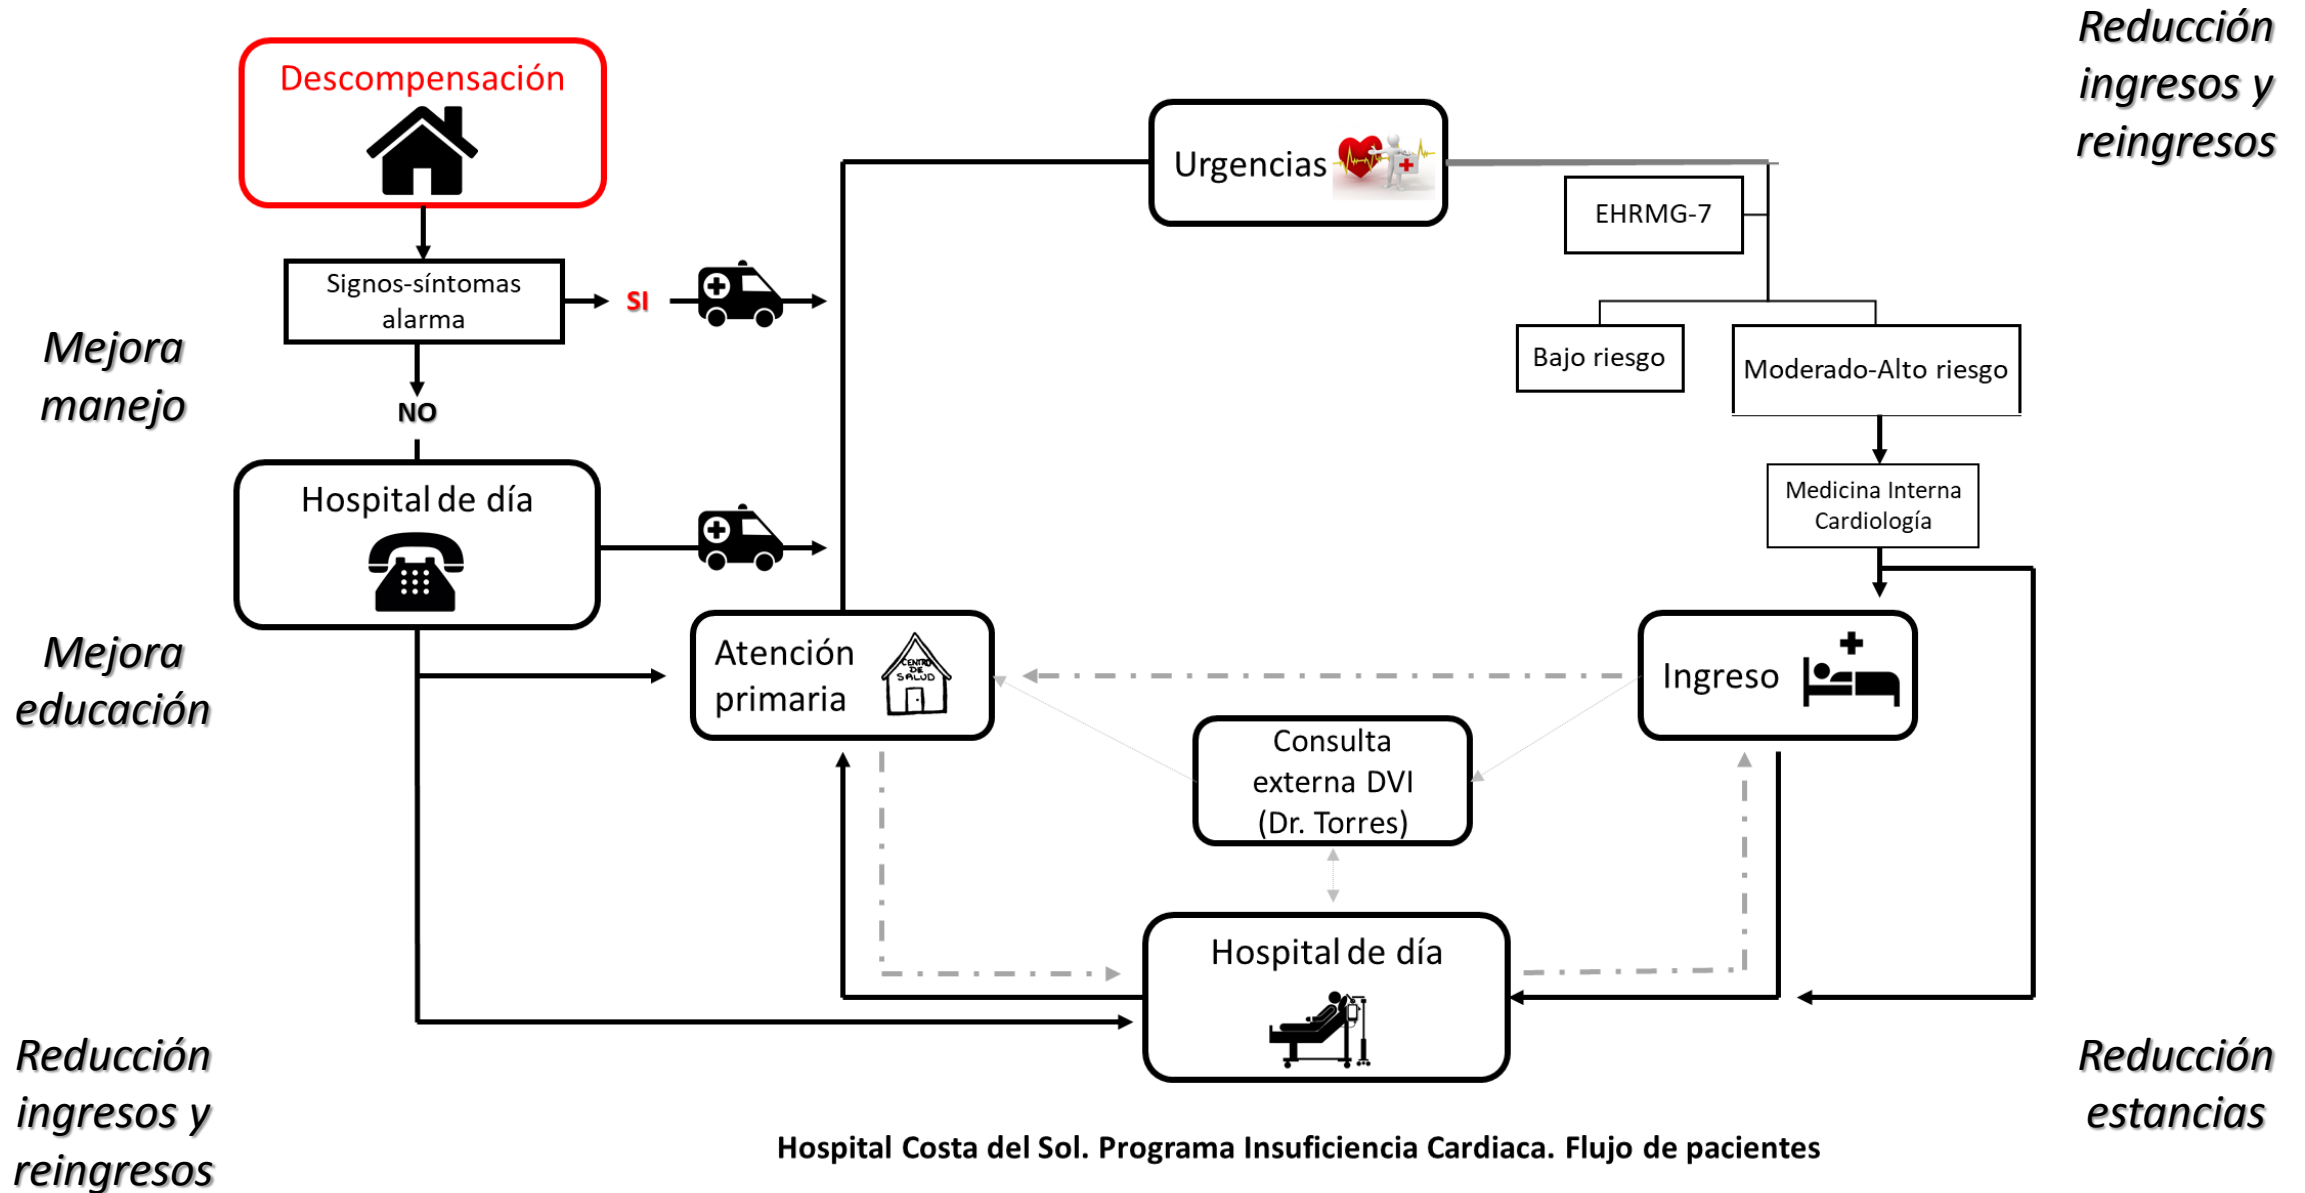 Reducción
ingresos y
reingresos
Descompensación
Urgencias
EHRMG-7
Signos-síntomas
alarma
SI
Mejora
manejo
Bajo riesgo
Moderado-Alto riesgo
NO
Hospital de día
Medicina Interna
Cardiología
Mejora
educación
Atención
primaria
CENTRO
DE
SALUD
Ingreso
Consulta
externa DVI
(Dr. Torres)
Hospital de día
Reducción
ingresos y
reingresos
Reducción
estancias
Hospital Costa del Sol. Programa Insuficiencia Cardiaca. Flujo de pacientes